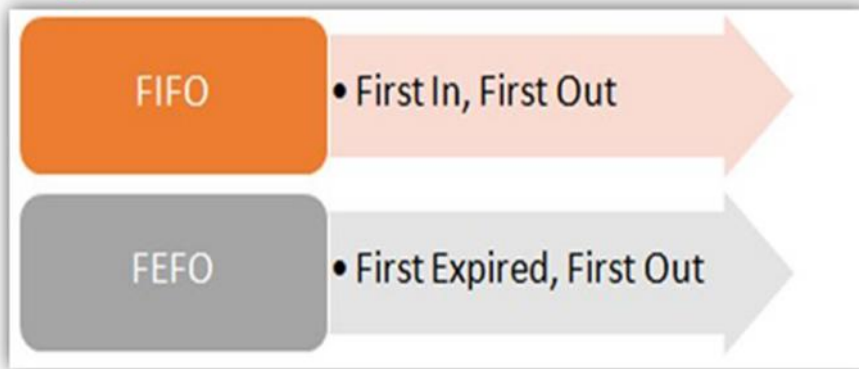 FIFO
• First In, First Out
FEFO
• First Expired, First Out